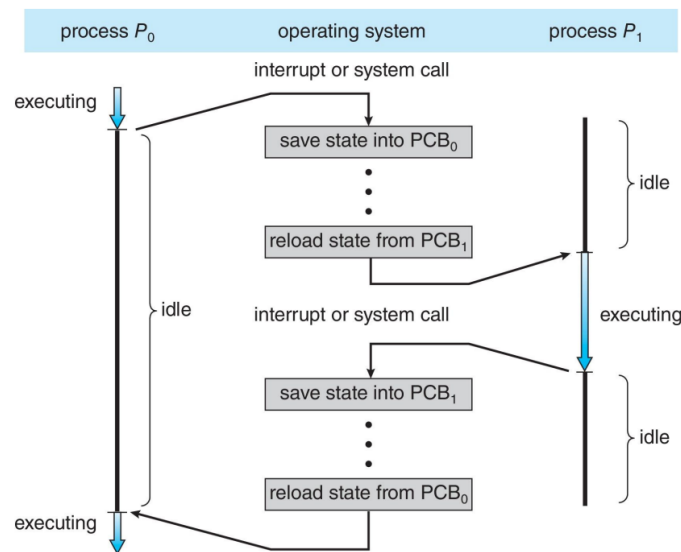 process P₀ operating system process P₁
interrupt or system call
executing
save state into PCB₀
idle
reload state from PCB₁
idle
interrupt or system call
executing
save state into PCB₁
idle
reload state from PCB₀
executing